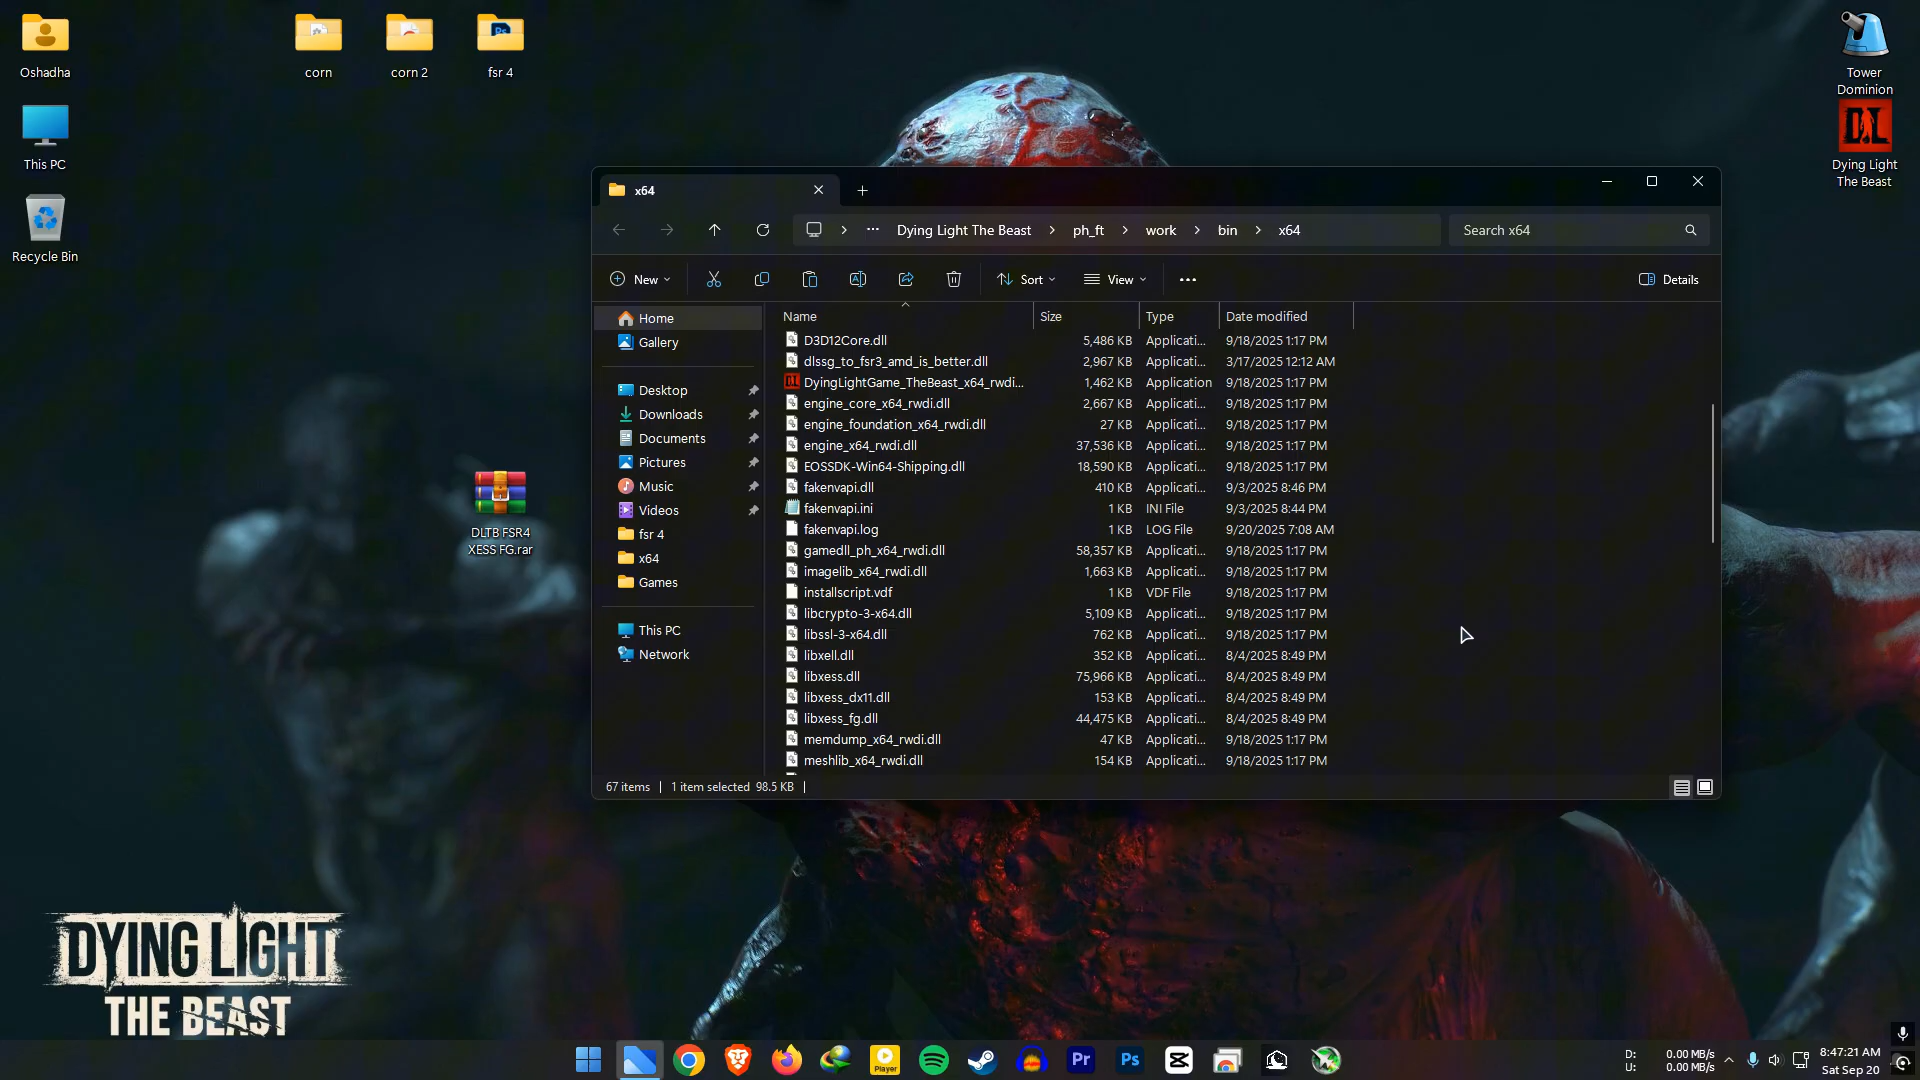 Oshadha
This PC
Recycle Bin
corn
corn 2
fsr 4
Tower
Dominion
Dying Light
The Beast
DLTB FSR4
XESS FG.rar
x64
Dying Light The Beast
ph_ft
work
bin
x64
Search x64
New
Sort
View
Details
Home
Gallery
Desktop
Downloads
Documents
Pictures
Music
Videos
fsr 4
x64
Games
This PC
Network
Name Size Type Date modified
D3D12Core.dll 5,486 KB Applicati... 9/18/2025 1:17 PM
dlssg_to_fsr3_amd_is_better.dll 2,967 KB Applicati... 3/17/2025 12:12 AM
DyingLightGame_TheBeast_x64_rwdi... 1,462 KB Application 9/18/2025 1:17 PM
engine_core_x64_rwdi.dll 2,667 KB Applicati... 9/18/2025 1:17 PM
engine_foundation_x64_rwdi.dll 27 KB Applicati... 9/18/2025 1:17 PM
engine_x64_rwdi.dll 37,536 KB Applicati... 9/18/2025 1:17 PM
EOSSDK-Win64-Shipping.dll 18,590 KB Applicati... 9/18/2025 1:17 PM
fakenvapi.dll 410 KB Applicati... 9/3/2025 8:46 PM
fakenvapi.ini 1 KB INI File 9/3/2025 8:44 PM
fakenvapi.log 1 KB LOG File 9/20/2025 7:08 AM
gamedll_ph_x64_rwdi.dll 58,357 KB Applicati... 9/18/2025 1:17 PM
imagelib_x64_rwdi.dll 1,663 KB Applicati... 9/18/2025 1:17 PM
installscript.vdf 1 KB VDF File 9/18/2025 1:17 PM
libcrypto-3-x64.dll 5,109 KB Applicati... 9/18/2025 1:17 PM
libssl-3-x64.dll 762 KB Applicati... 9/18/2025 1:17 PM
libxell.dll 352 KB Applicati... 8/4/2025 8:49 PM
libxess.dll 75,966 KB Applicati... 8/4/2025 8:49 PM
libxess_dx11.dll 153 KB Applicati... 8/4/2025 8:49 PM
libxess_fg.dll 44,475 KB Applicati... 8/4/2025 8:49 PM
memdump_x64_rwdi.dll 47 KB Applicati... 9/18/2025 1:17 PM
meshlib_x64_rwdi.dll 154 KB Applicati... 9/18/2025 1:17 PM
67 items 1 item selected 98.5 KB
DYING LIGHT
THE BEAST
Player
Pr
Ps
D: 0.00 MB/s
U: 0.00 MB/s
8:47:21 AM
Sat Sep 20